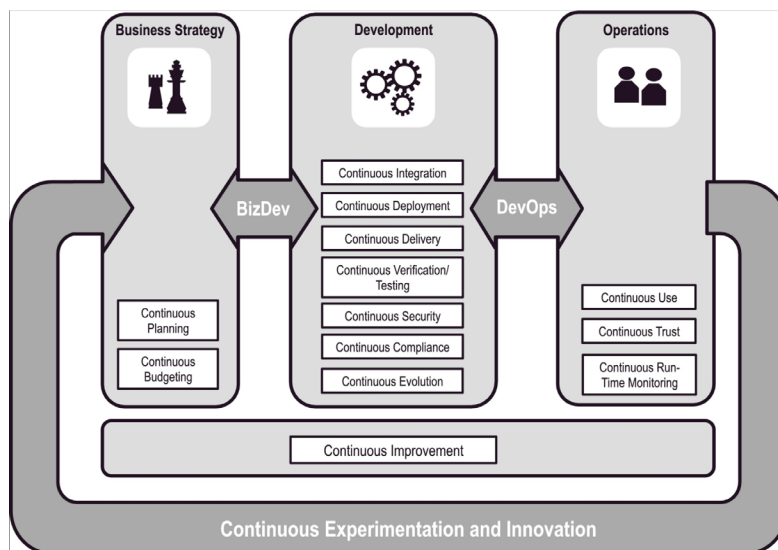 Business Strategy
Development
Operations
BizDev
DevOps
Continuous
Planning
Continuous
Budgeting
Continuous Integration
Continuous Deployment
Continuous Delivery
Continuous Verification/
Testing
Continuous Security
Continuous Compliance
Continuous Evolution
Continuous Use
Continuous Trust
Continuous Run-
Time Monitoring
Continuous Improvement
Continuous Experimentation and Innovation